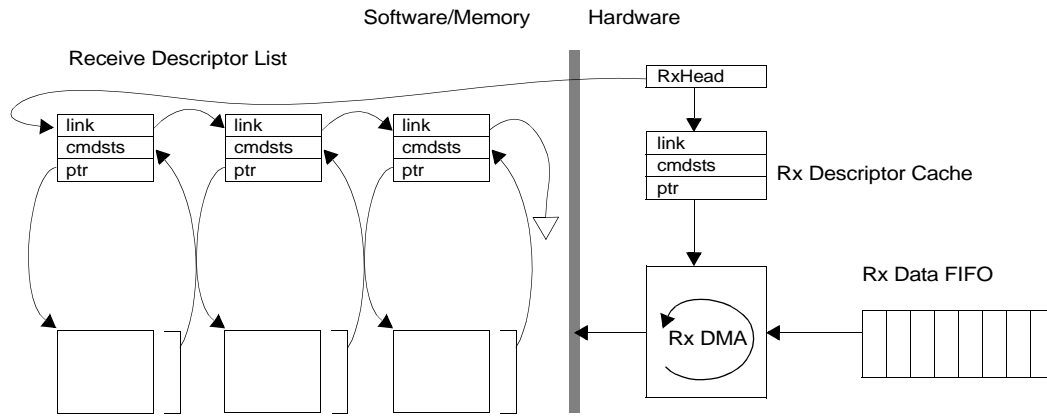 Software/Memory
Hardware
Receive Descriptor List
RxHead
link
cmdsts
ptr
link
cmdsts
ptr
link
cmdsts
ptr
link
cmdsts
ptr
Rx Descriptor Cache
Rx Data FIFO
Rx DMA